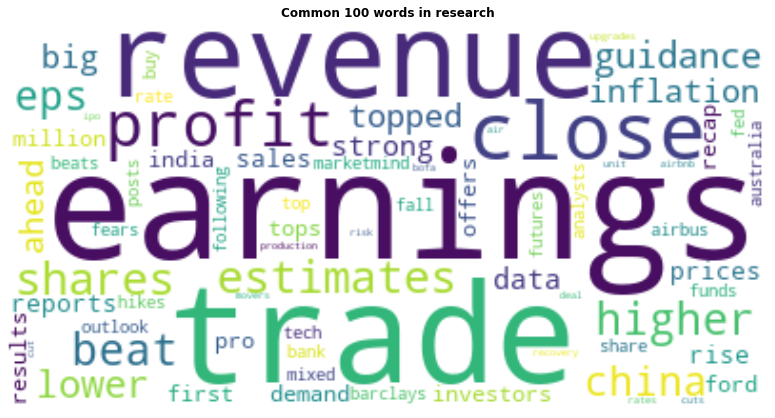 Common 100 words in research
revenue
upgrades
big
buy
guidance
eps
rate
inflation
ipo
profit
topped
close
air
recap
fed
million
strong
beats
india
sales
marketmind
bofa
unit
airbnb
australia
ahead
posts
following
earnings
top
fall
offers
futures
analysts
fears
tops
airbus
production
risk
shares
estimates
data
prices
reports
hikes
movers
trade
deal
funds
higher
results
cut
outlook
beat
pro
tech
bank
mixed
recovery
share
rise
lower
first
demand
barclays
investors
china
ford
rates
cuts